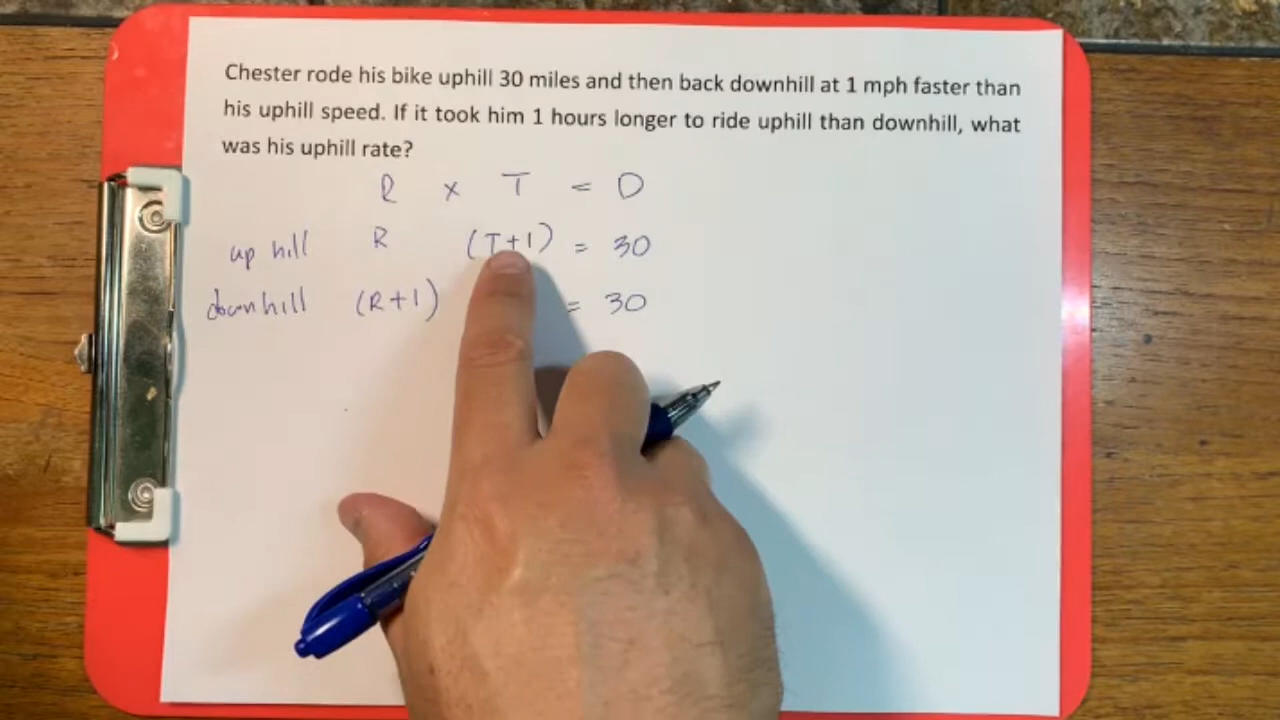 Chester rode his bike uphill 30 miles and then back downhill at 1 mph faster than
his uphill speed. If it took him 1 hours longer to ride uphill than downhill, what
was his uphill rate?
R x T = D
up hill R (T+1) = 30
downhill (R+1) = 30